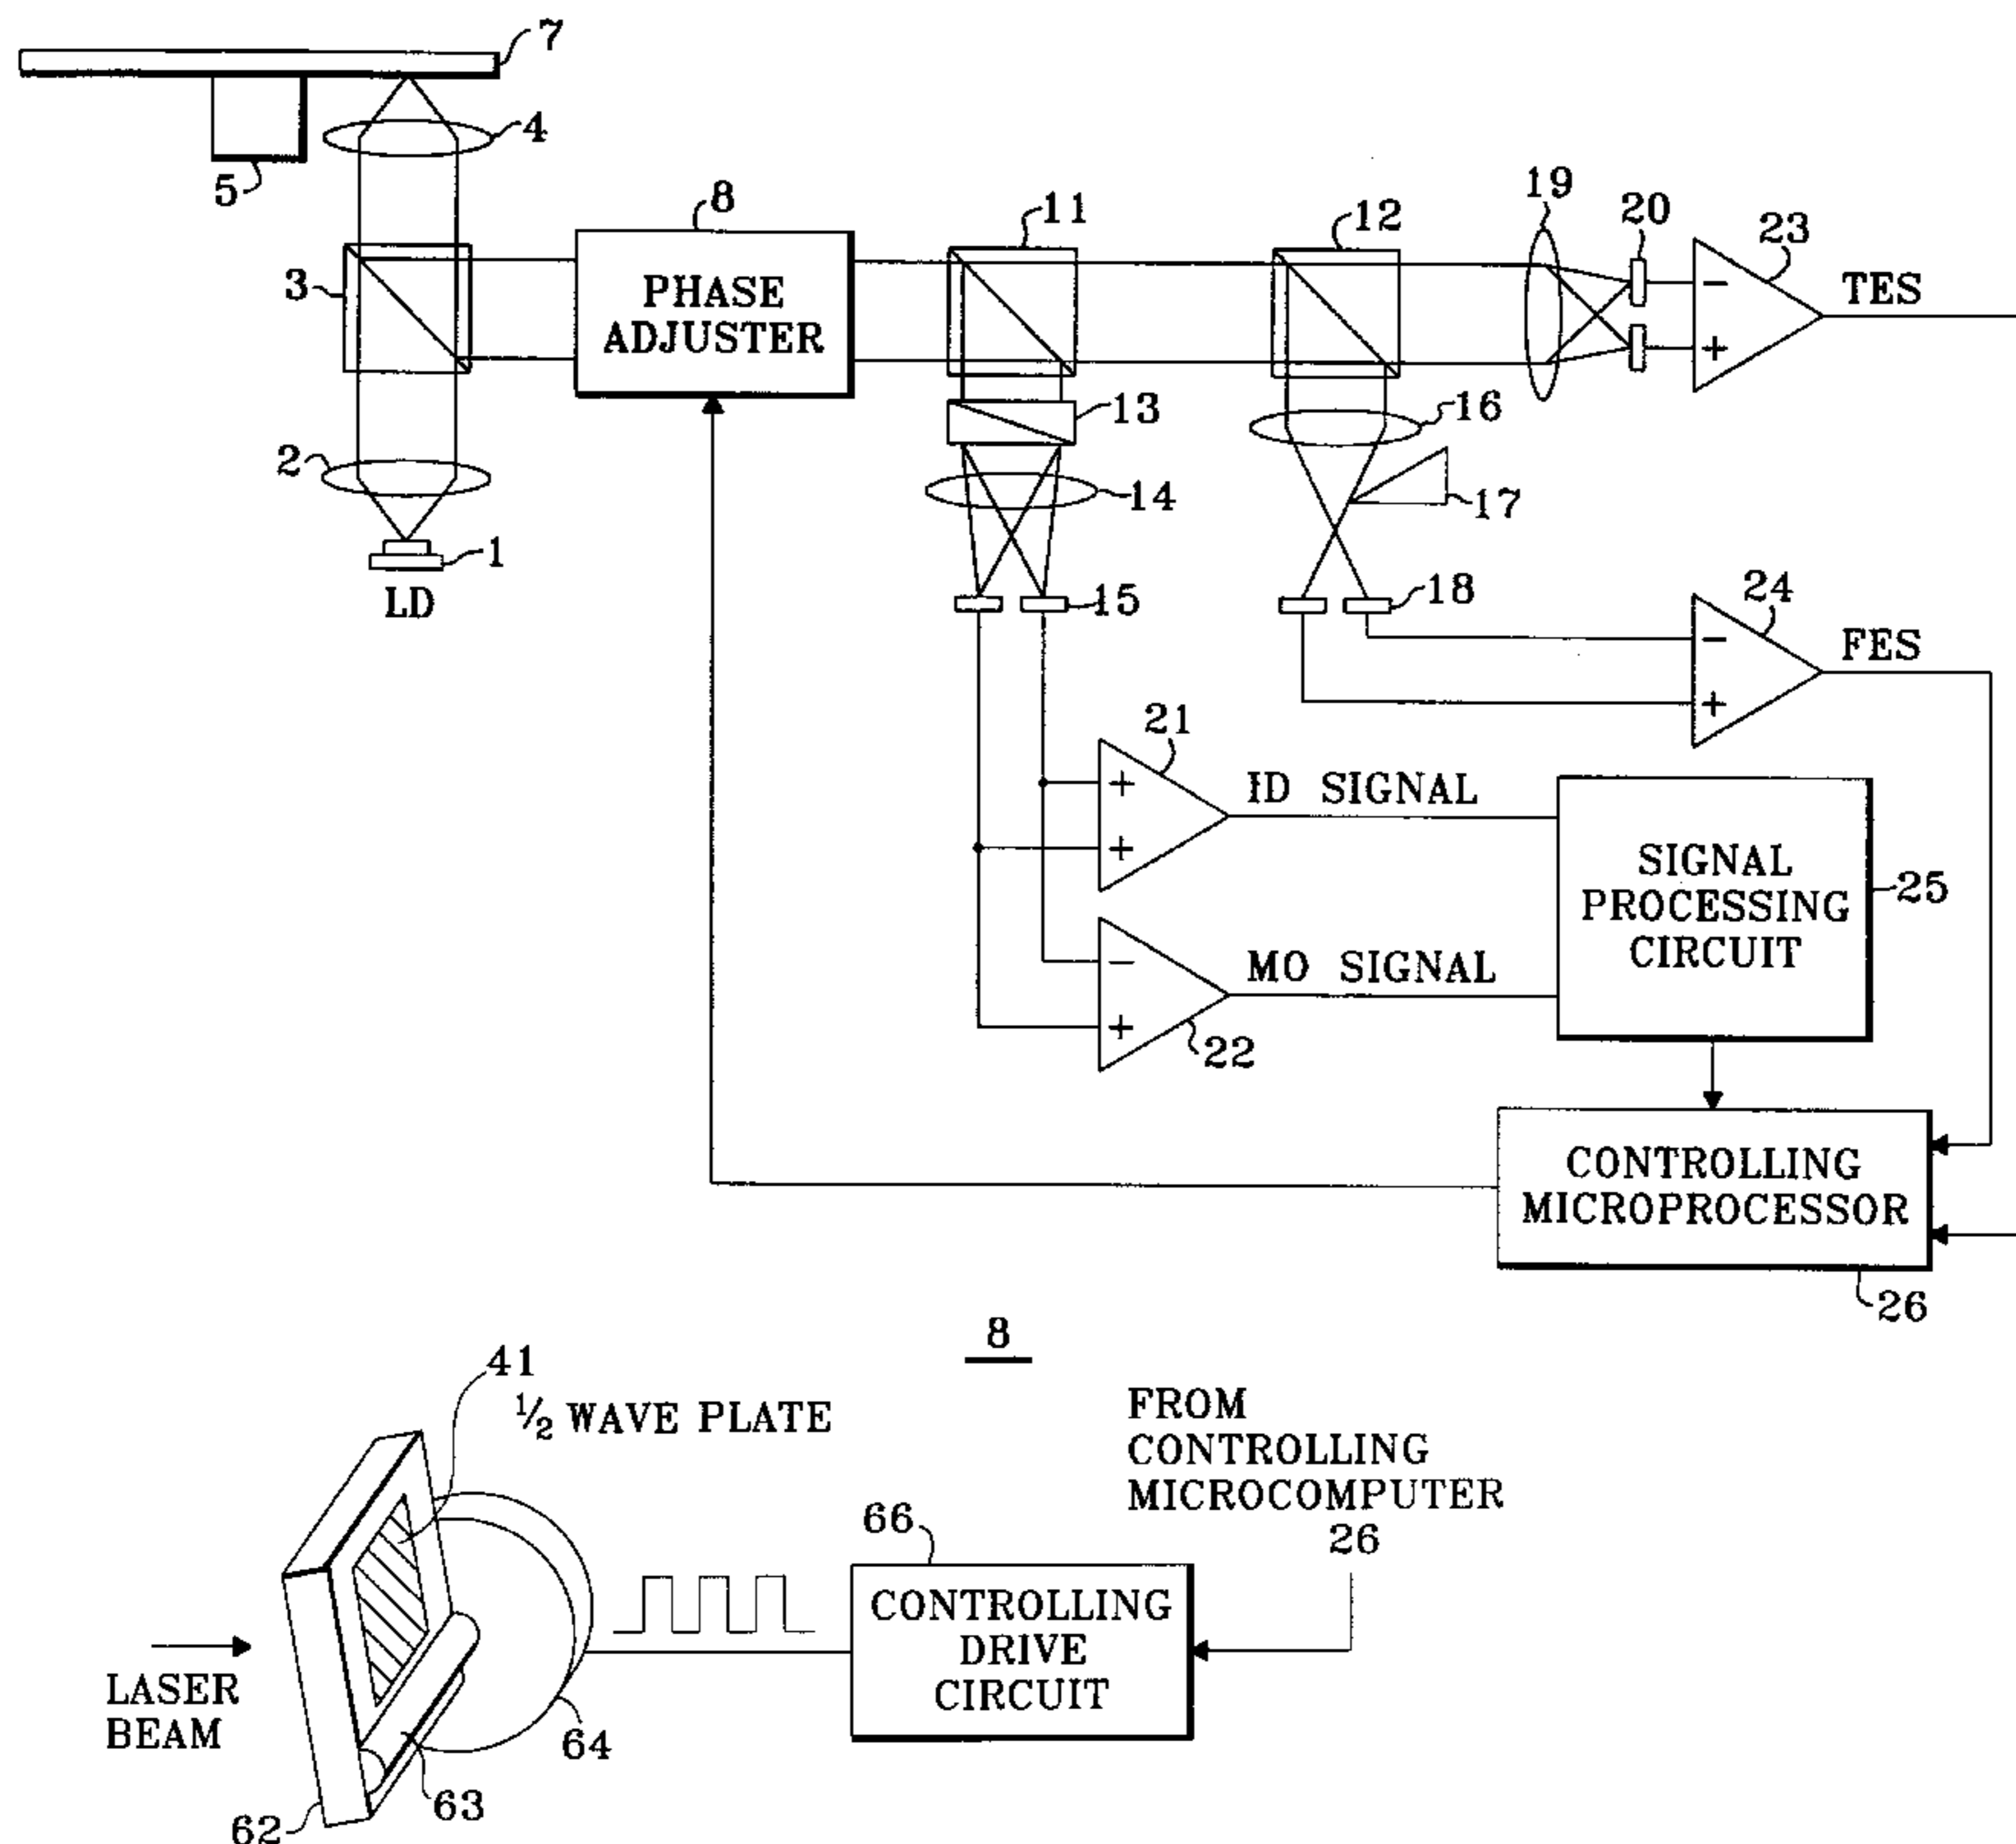 7
4
5
3
8
PHASE
ADJUSTER
11
12
19
20
23
−
+
TES
2
1
LD
13
14
15
16
17
18
24
−
+
FES
21
+
+
ID SIGNAL
−
+
22
MO SIGNAL
SIGNAL
PROCESSING
CIRCUIT
25
CONTROLLING
MICROPROCESSOR
26
8
41
½ WAVE PLATE
FROM
CONTROLLING
MICROCOMPUTER
26
66
CONTROLLING
DRIVE
CIRCUIT
LASER
BEAM
64
63
62